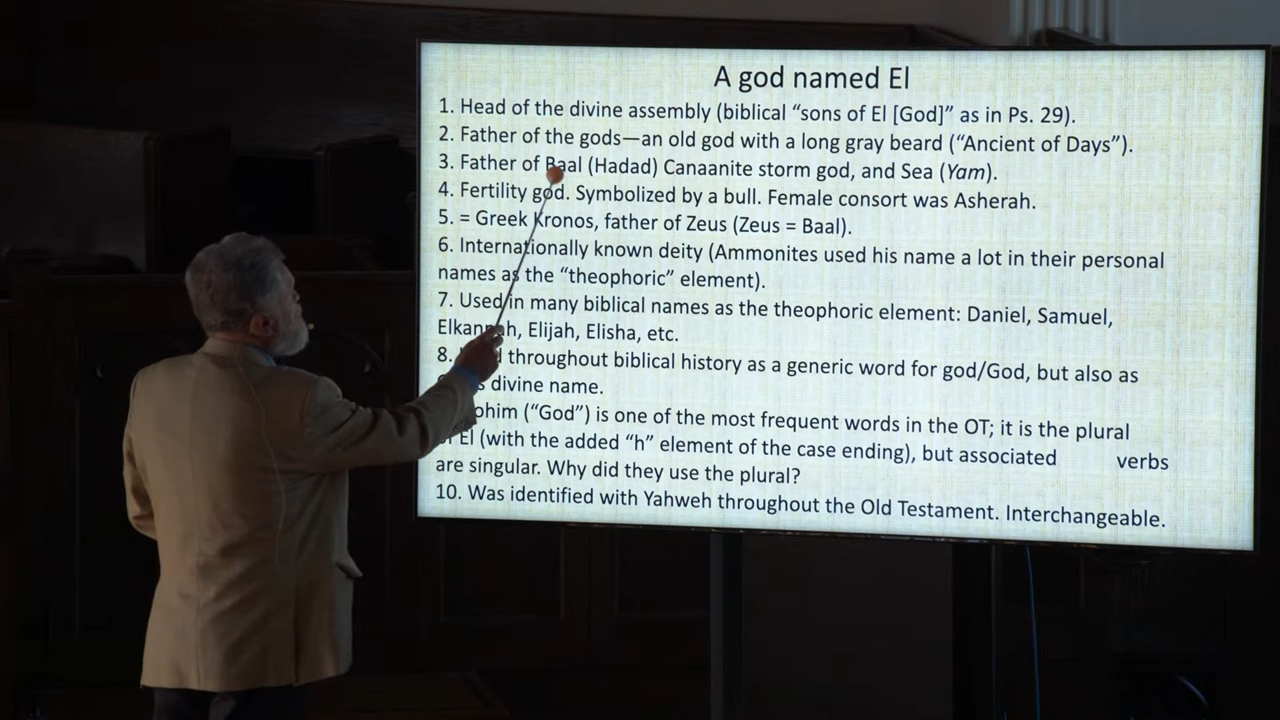 A god named El
1. Head of the divine assembly (biblical “sons of El [God]” as in Ps. 29).
2. Father of the gods—an old god with a long gray beard (“Ancient of Days”).
3. Father of Baal (Hadad) Canaanite storm god, and Sea (Yam).
4. Fertility god. Symbolized by a bull. Female consort was Asherah.
5. = Greek Kronos, father of Zeus (Zeus = Baal).
6. Internationally known deity (Ammonites used his name a lot in their personal
names as the “theophoric” element).
7. Used in many biblical names as the theophoric element: Daniel, Samuel,
Elkannah, Elijah, Elisha, etc.
8. throughout biblical history as a generic word for god/God, but also as
divine name.
(“God”) is one of the most frequent words in the OT; it is the plural
El (with the added “h” element of the case ending), but associated verbs
are singular. Why did they use the plural?
10. Was identified with Yahweh throughout the Old Testament. Interchangeable.